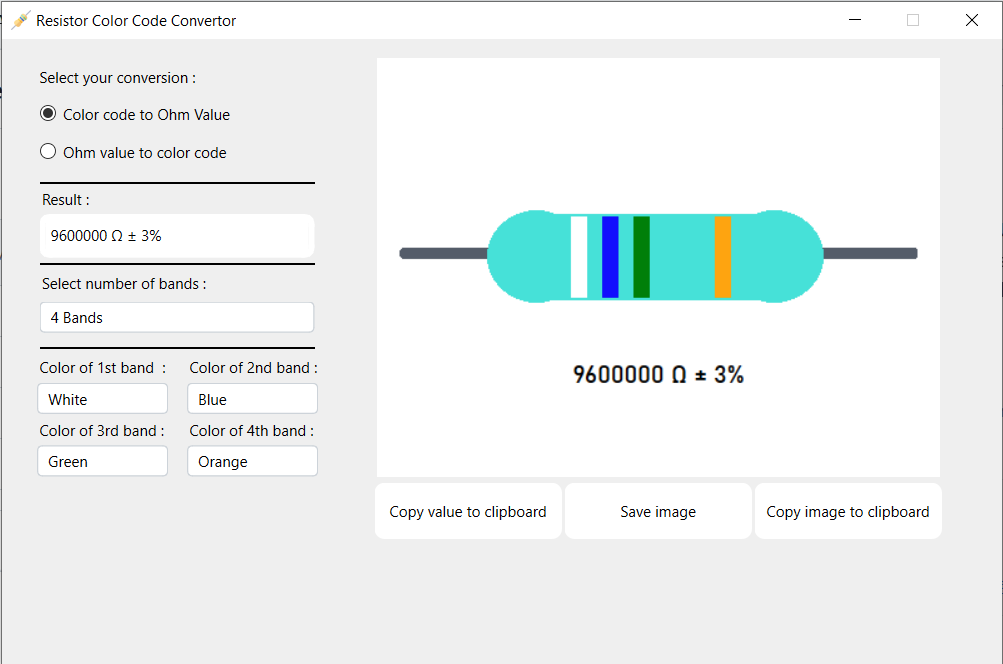 Resistor Color Code Convertor
Select your conversion :
Color code to Ohm Value
Ohm value to color code
Result :
9600000 Ω ± 3%
Select number of bands :
4 Bands
Color of 1st band  : Color of 2nd band :
White Blue
Color of 3rd band : Color of 4th band :
Green Orange
9600000 Ω ± 3%
Copy value to clipboard Save image Copy image to clipboard